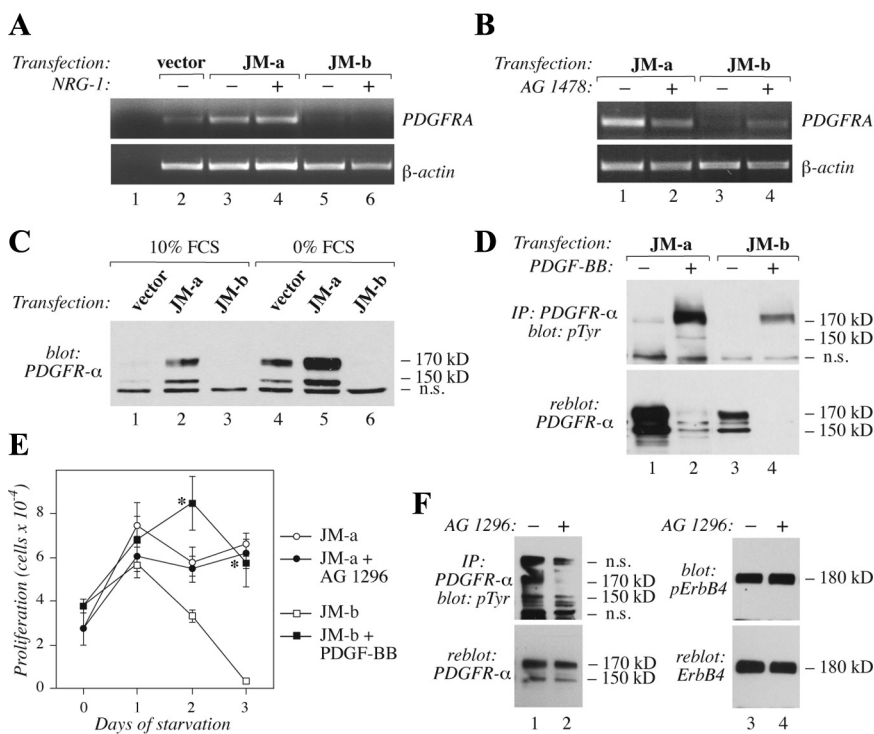 A
Transfection: vector JM-a JM-b
NRG-1: – – + – +
PDGFRA
β-actin
1 2 3 4 5 6
B
Transfection: JM-a JM-b
AG 1478: – + – +
PDGFRA
β-actin
1 2 3 4
C
10% FCS 0% FCS
Transfection: vector JM-a JM-b vector JM-a JM-b
blot: PDGFR-α
– 170 kD
– 150 kD
– n.s.
1 2 3 4 5 6
D
Transfection: JM-a JM-b
PDGF-BB: – + – +
IP: PDGFR-α
blot: pTyr
– 170 kD
– 150 kD
– n.s.
reblot:
PDGFR-α
– 170 kD
– 150 kD
1 2 3 4
E
Proliferation (cells x 10-4)
8
6
4
2
0
* *
0 1 2 3
Days of starvation
JM-a
JM-a +
AG 1296
JM-b
JM-b +
PDGF-BB
F
AG 1296: – +
IP:
PDGFR-α
blot: pTyr
– n.s.
– 170 kD
– 150 kD
– n.s.
reblot:
PDGFR-α
– 170 kD
– 150 kD
1 2
AG 1296: – +
blot:
pErbB4
– 180 kD
reblot:
ErbB4
– 180 kD
3 4